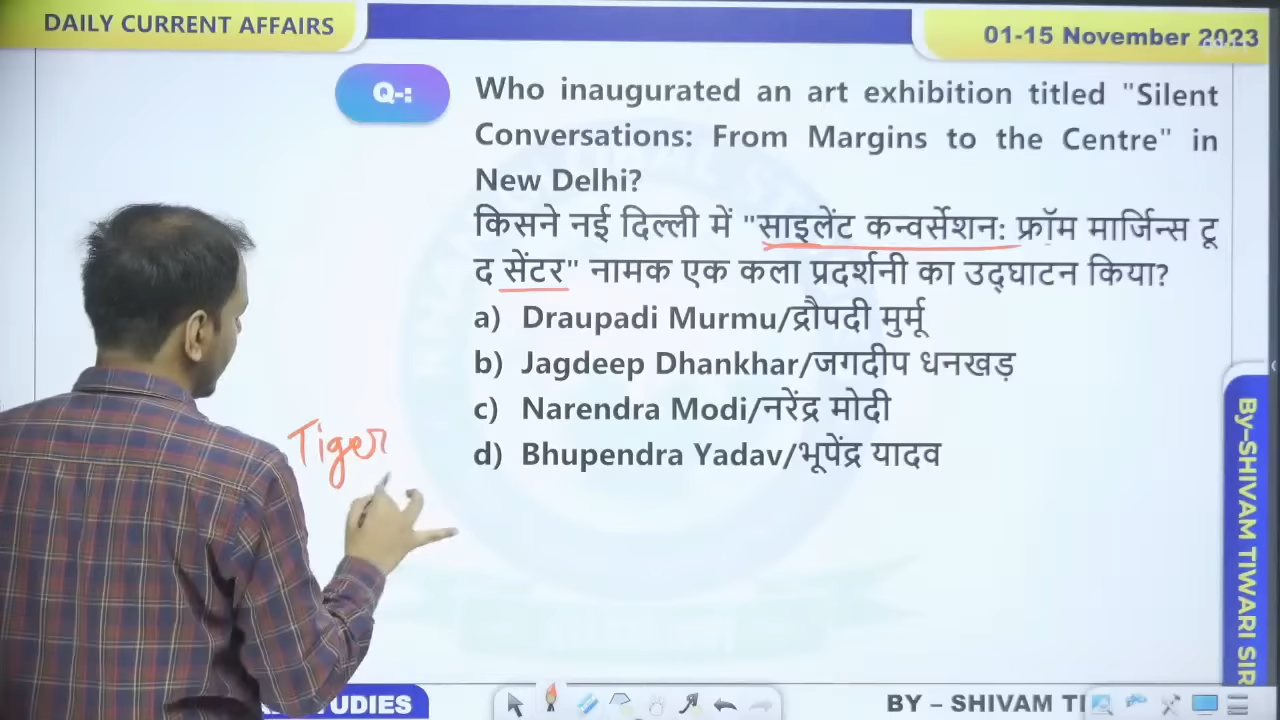 DAILY CURRENT AFFAIRS
01-15 November 2023
Q-:
Who inaugurated an art exhibition titled "Silent
Conversations: From Margins to the Centre" in
New Delhi?
किसने नई दिल्ली में "साइलेंट कन्वर्सेशन: फ्रॉम मार्जिन्स टू
द सेंटर" नामक एक कला प्रदर्शनी का उद्घाटन किया?
a) Draupadi Murmu/द्रौपदी मुर्मू
b) Jagdeep Dhankhar/जगदीप धनखड़
c) Narendra Modi/नरेंद्र मोदी
d) Bhupendra Yadav/भूपेंद्र यादव
Tiger
By-SHIVAM TIWARI SIR
STUDIES
BY – SHIVAM TI